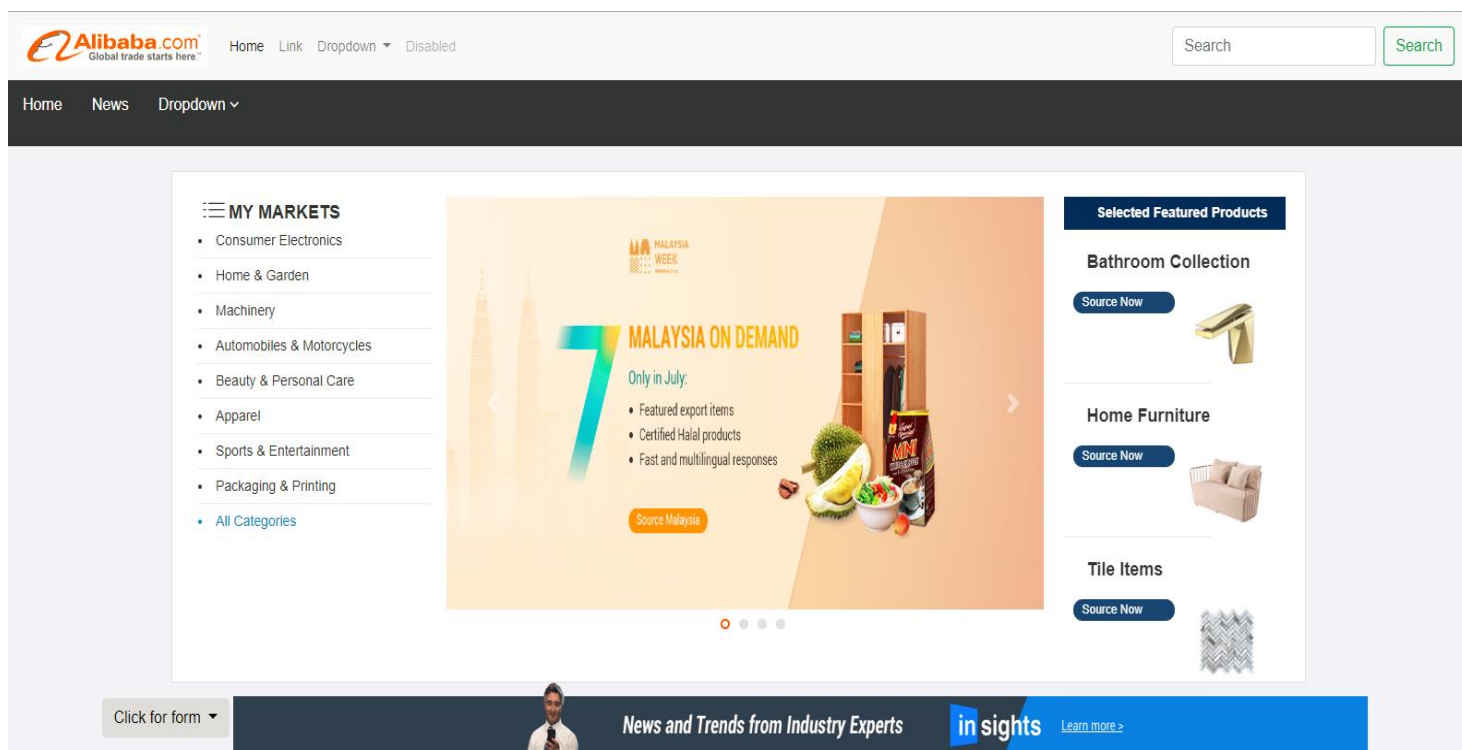 Alibaba.com
Global trade starts here.™
Home Link Dropdown Disabled
Search
Search
Home News Dropdown
MY MARKETS
Consumer Electronics
Home & Garden
Machinery
Automobiles & Motorcycles
Beauty & Personal Care
Apparel
Sports & Entertainment
Packaging & Printing
All Categories
MALAYSIA
WEEK
7
MALAYSIA ON DEMAND
Only in July:
Featured export items
Certified Halal products
Fast and multilingual responses
MINI
Source Malaysia
Selected Featured Products
Bathroom Collection
Source Now
Home Furniture
Source Now
Tile Items
Source Now
Click for form
News and Trends from Industry Experts
in sights
Learn more >